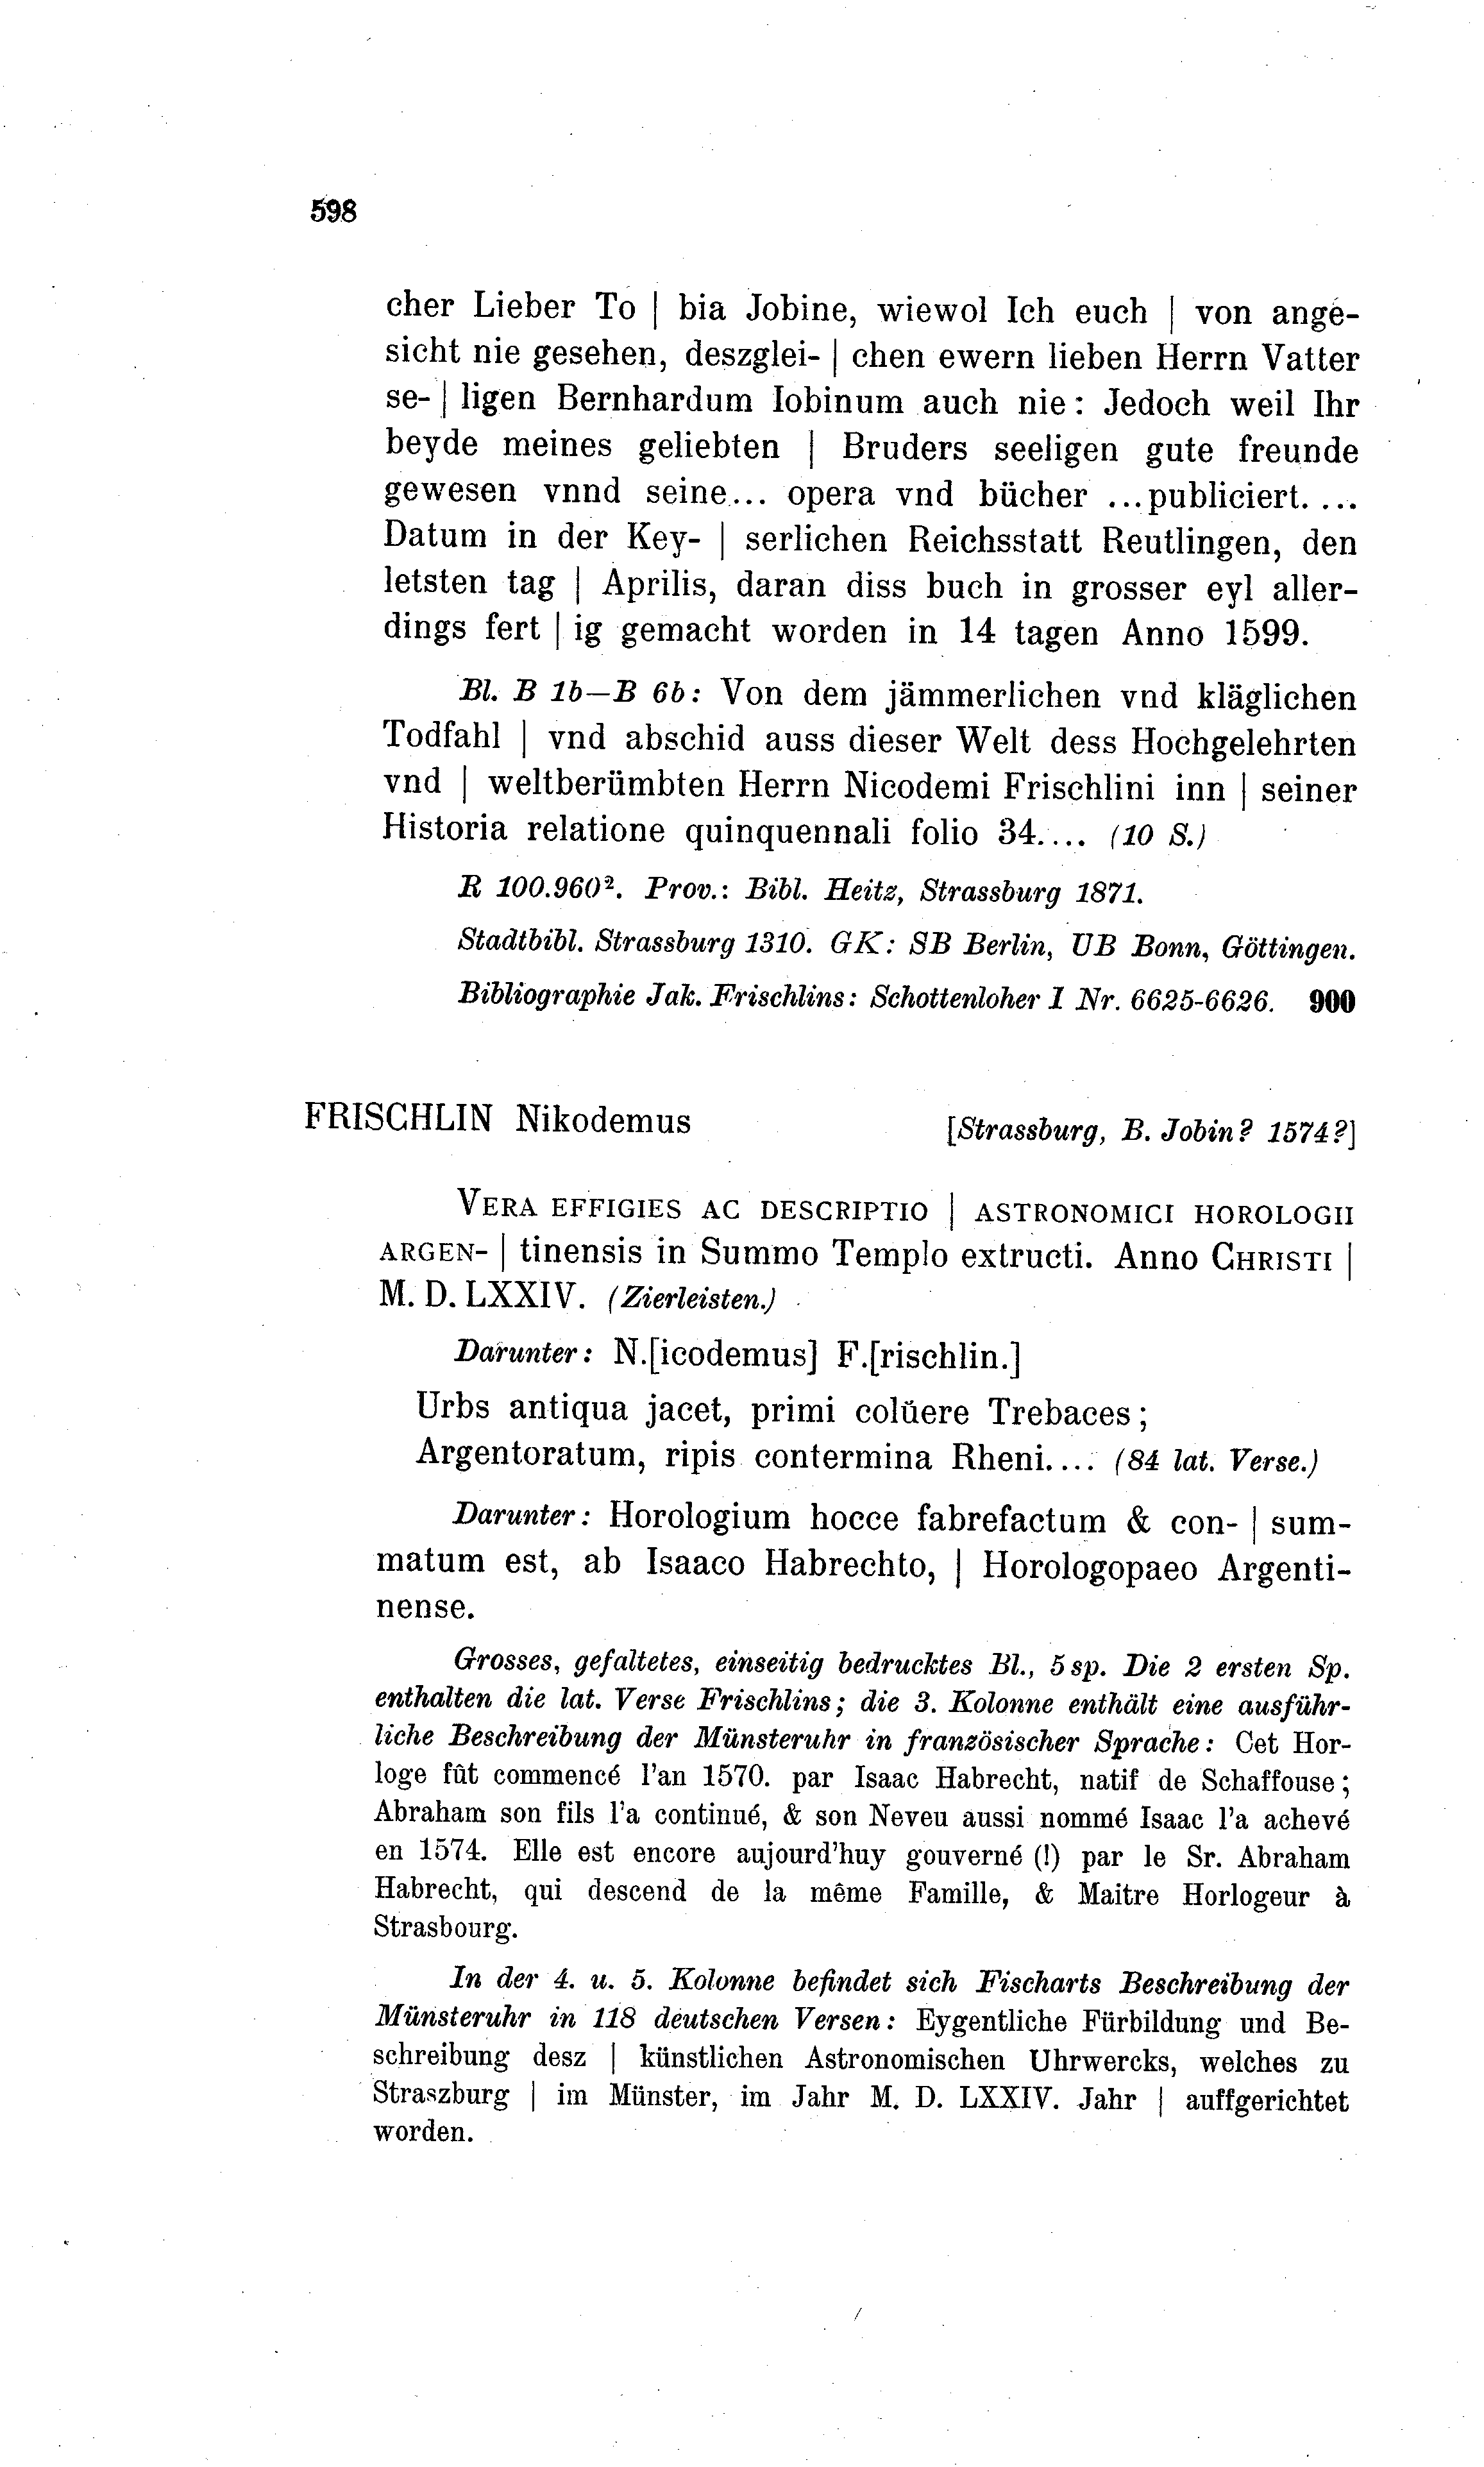 598
cher Lieber To | bia Jobine, wiewol Ich euch | von ange-
sicht nie gesehen, deszglei- | chen ewern lieben Herrn Vatter
se- | ligen Bernhardum Iobinum auch nie: Jedoch weil Ihr
beyde meines geliebten | Bruders seeligen gute freunde
gewesen vnnd seine... opera vnd bücher ...publiciert....
Datum in der Key- | serlichen Reichsstatt Reutlingen, den
letsten tag | Aprilis, daran diss buch in grosser eyl aller-
dings fert | ig gemacht worden in 14 tagen Anno 1599.
Bl. B 1b—B 6b: Von dem jämmerlichen vnd kläglichen
Todfahl | vnd abschid auss dieser Welt dess Hochgelehrten
vnd | weltberümbten Herrn Nicodemi Frischlini inn | seiner
Historia relatione quinquennali folio 34.... (10 S.)
R 100.960². Prov.: Bibl. Heitz, Strassburg 1871.
Stadtbibl. Strassburg 1310. GK: SB Berlin, UB Bonn, Göttingen.
Bibliographie Jak. Frischlins: Schottenloher I Nr. 6625-6626. 900
FRISCHLIN Nikodemus [Strassburg, B. Jobin? 1574?]
VERA EFFIGIES AC DESCRIPTIO | ASTRONOMICI HOROLOGII
ARGEN- | tinensis in Summo Templo extructi. Anno CHRISTI |
M. D. LXXIV. (Zierleisten.)
Darunter: N.[icodemus] F.[rischlin.]
Urbs antiqua jacet, primi colüere Trebaces;
Argentoratum, ripis contermina Rheni.... (84 lat. Verse.)
Darunter: Horologium hocce fabrefactum & con- | sum-
matum est, ab Isaaco Habrechto, | Horologopaeo Argenti-
nense.
Grosses, gefaltetes, einseitig bedrucktes Bl., 5 sp. Die 2 ersten Sp.
enthalten die lat. Verse Frischlins; die 3. Kolonne enthält eine ausführ-
liche Beschreibung der Münsteruhr in französischer Sprache: Cet Hor-
loge fût commencé l'an 1570. par Isaac Habrecht, natif de Schaffouse;
Abraham son fils l'a continué, & son Neveu aussi nommé Isaac l'a achevé
en 1574. Elle est encore aujourd'huy gouverné (!) par le Sr. Abraham
Habrecht, qui descend de la même Famille, & Maitre Horlogeur à
Strasbourg.
In der 4. u. 5. Kolonne befindet sich Fischarts Beschreibung der
Münsteruhr in 118 deutschen Versen: Eygentliche Fürbildung und Be-
schreibung desz | künstlichen Astronomischen Uhrwercks, welches zu
Straszburg | im Münster, im Jahr M. D. LXXIV. Jahr | auffgerichtet
worden.